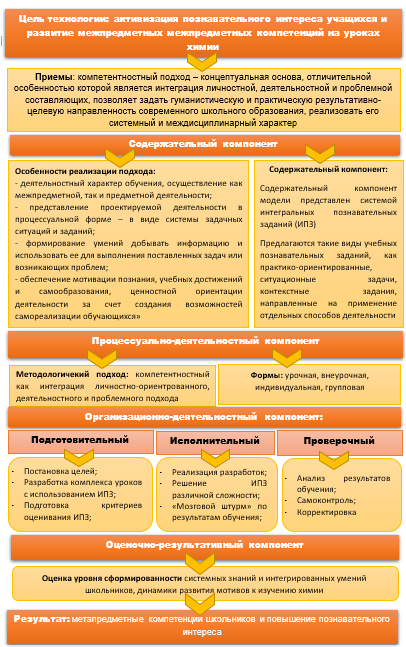 Цель технологии: активизация познавательного интереса учащихся и
развитие межпредметных межпредметных компетенций на уроках
химии
Приемы: компетентностный подход – концептуальная основа, отличительной
особенностью которой является интеграция личностной, деятельностной и проблемной
составляющих, позволяет задать гуманистическую и практическую результативно-
целевую направленность современного школьного образования, реализовать его
системный и междисциплинарный характер
Содержательный компонент
Особенности реализации подхода:
- деятельностный характер обучения, осуществление как
межпредметной, так и предметной деятельности;
- представление проектируемой деятельности в
процессуальной форме – в виде системы задачных
ситуаций и заданий;
- формирование умений добывать информацию и
использовать ее для выполнения поставленных задач или
возникающих проблем;
- обеспечение мотивации познания, учебных достижений
и самообразования, ценностной ориентации
деятельности за счет создания возможностей
самореализации обучающихся»
Содержательный компонент:
Содержательный компонент
модели представлен системой
интегральных познавательных
заданий (ИПЗ)
Предлагаются такие виды учебных
познавательных заданий, как
практико-ориентированные,
ситуационные задачи,
контекстные задания,
направленные на применение
отдельных способов деятельности
Процессуально-деятельностный компонент
Методологичекий подход: компетентностный
как интеграция личностно-ориентрованного,
деятельностного и проблемного подхода
Формы: урочная, внеурочная,
индивидуальная, групповая
Организационно-деятельностный компонент:
Подготовительный
- Постановка целей;
- Разработка комплекса уроков
с использованием ИПЗ;
- Подготовка критериев
оценивания ИПЗ;
Исполнительный
- Реализация разработок;
- Решение ИПЗ
различной сложности;
- «Мозговой штурм» по
результатам обучения;
Проверочный
- Анализ результатов
обучения;
- Самоконтроль;
- Корректировка
Оценочно-результативный компонент
Оценка уровня сформированности системных знаний и интегрированных умений
школьников, динамики развития мотивов к изучению химии
Результат: метапредметные компетенции школьников и повышение познавательного
интереса